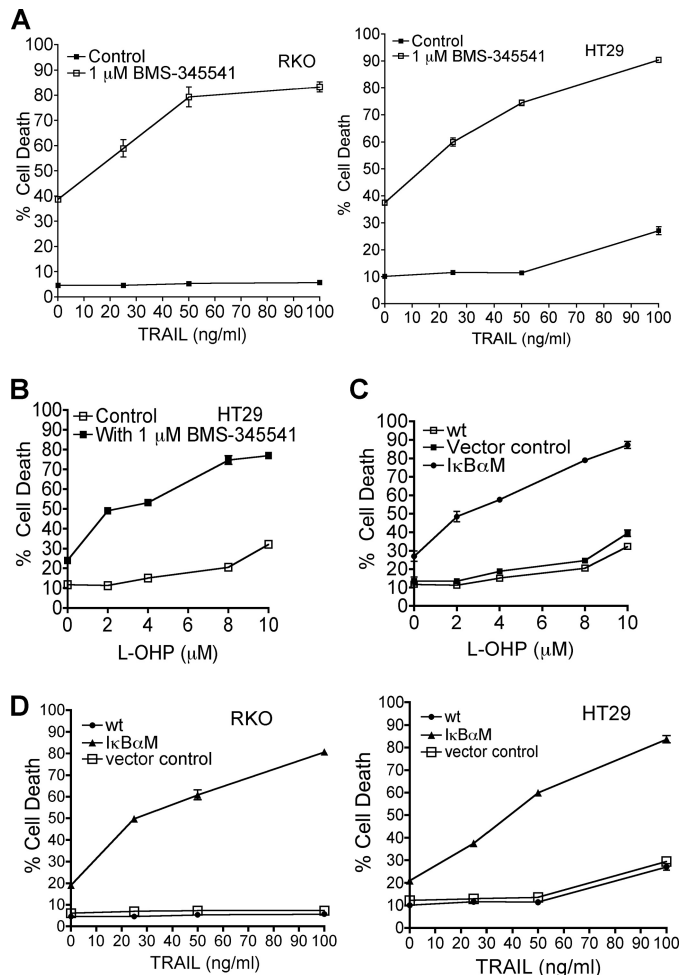 A
RKO
Control
1 μM BMS-345541
% Cell Death
100
90
80
70
60
50
40
30
20
10
0
0 10 20 30 40 50 60 70 80 90 100
TRAIL (ng/ml)
HT29
Control
1 μM BMS-345541
% Cell Death
100
90
80
70
60
50
40
30
20
10
0
0 10 20 30 40 50 60 70 80 90 100
TRAIL (ng/ml)
B
HT29
Control
With 1 μM BMS-345541
% Cell Death
100
90
80
70
60
50
40
30
20
10
0
0 2 4 6 8 10
L-OHP (μM)
C
wt
Vector control
IκBαM
% Cell Death
100
90
80
70
60
50
40
30
20
10
0
0 2 4 6 8 10
L-OHP (μM)
D
RKO
wt
IκBαM
vector control
% Cell Death
100
90
80
70
60
50
40
30
20
10
0
0 10 20 30 40 50 60 70 80 90 100
TRAIL (ng/ml)
HT29
wt
IκBαM
vector control
% Cell Death
100
90
80
70
60
50
40
30
20
10
0
0 10 20 30 40 50 60 70 80 90 100
TRAIL (ng/ml)